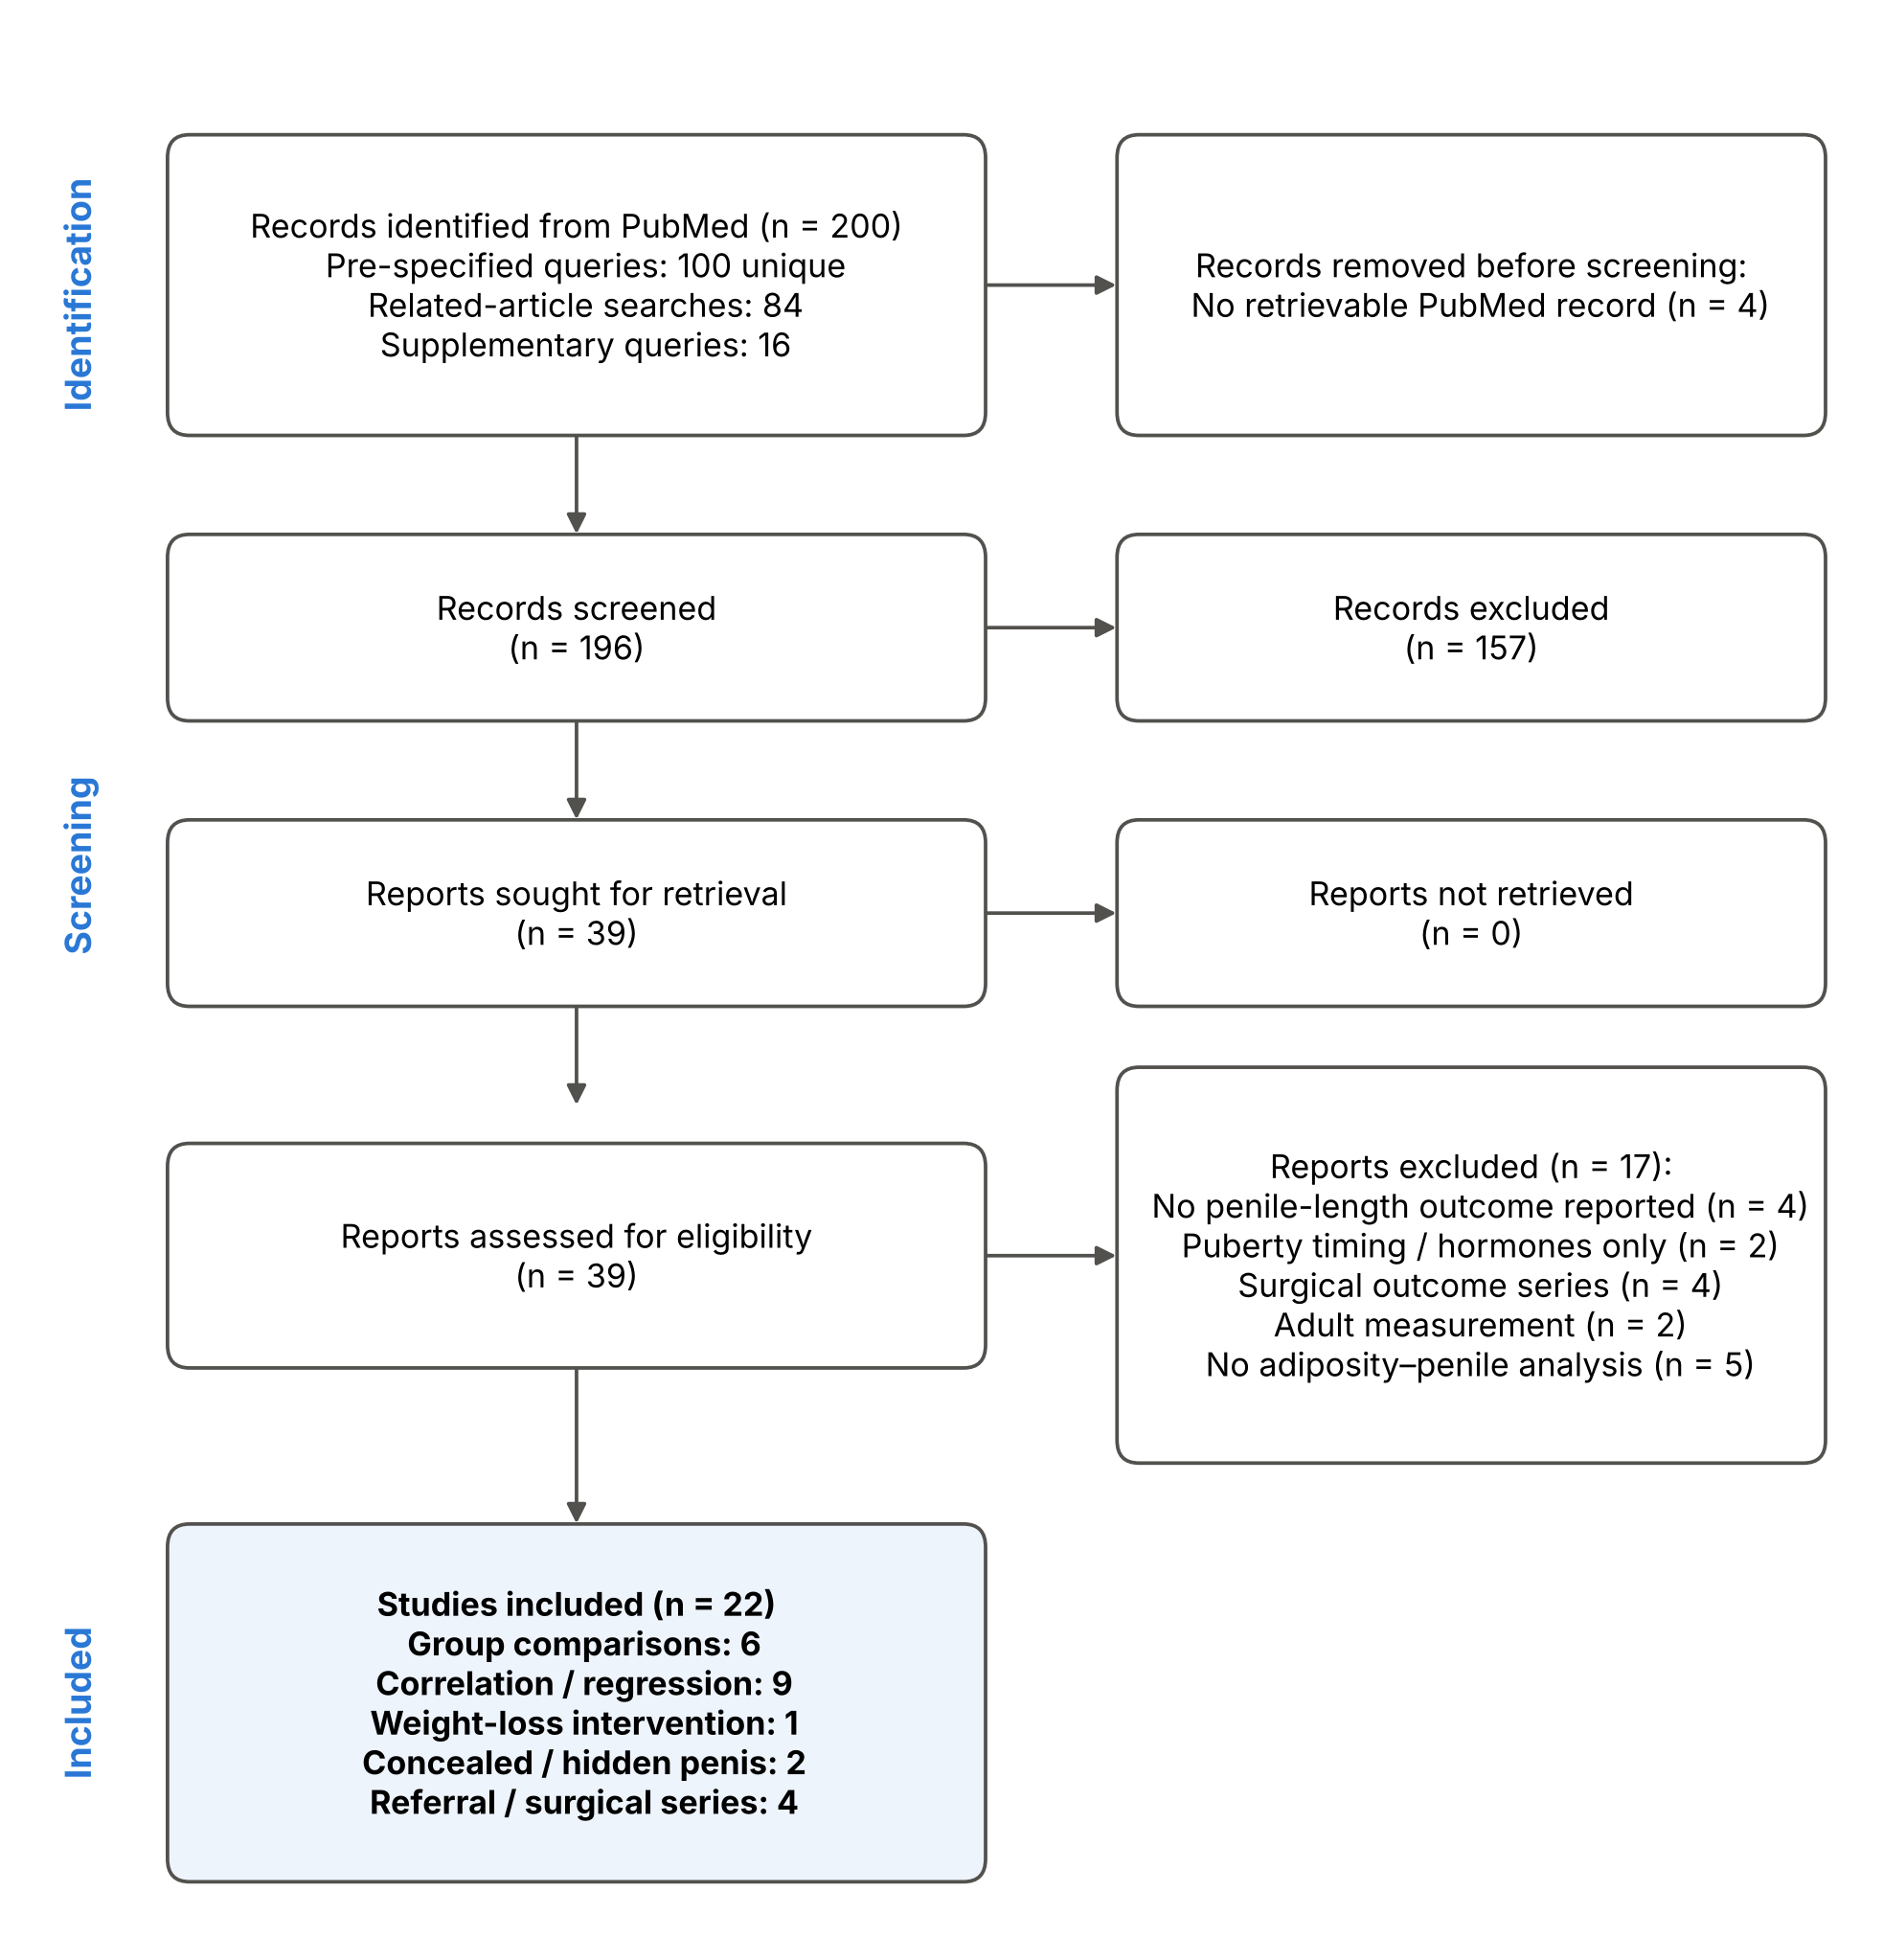 Identification
Records identified from PubMed (n = 200)
Pre-specified queries: 100 unique
Related-article searches: 84
Supplementary queries: 16
Records removed before screening:
No retrievable PubMed record (n = 4)
Screening
Records screened
(n = 196)
Records excluded
(n = 157)
Reports sought for retrieval
(n = 39)
Reports not retrieved
(n = 0)
Reports assessed for eligibility
(n = 39)
Reports excluded (n = 17):
No penile-length outcome reported (n = 4)
Puberty timing / hormones only (n = 2)
Surgical outcome series (n = 4)
Adult measurement (n = 2)
No adiposity–penile analysis (n = 5)
Included
Studies included (n = 22)
Group comparisons: 6
Correlation / regression: 9
Weight-loss intervention: 1
Concealed / hidden penis: 2
Referral / surgical series: 4